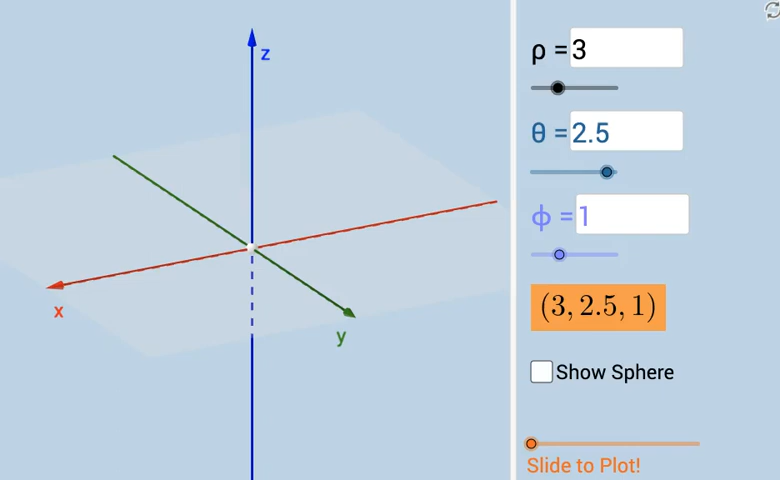 z
x
y
ρ = 3
θ = 2.5
ϕ = 1
(3, 2.5, 1)
Show Sphere
Slide to Plot!